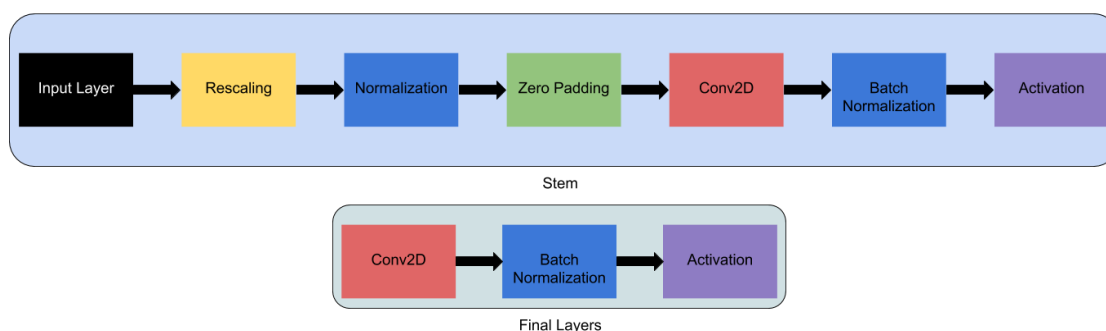 Input Layer
Rescaling
Normalization
Zero Padding
Conv2D
Batch
Normalization
Activation
Stem
Conv2D
Batch
Normalization
Activation
Final Layers